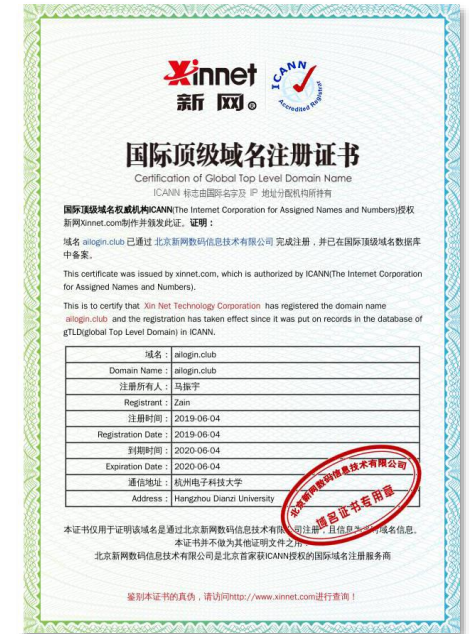 Xinnet
新网®
ICANN
Accredited Registrar
国际顶级域名注册证书
Certification of Global Top Level Domain Name
ICANN 标志由国际名字及 IP 地址分配机构所持有
国际顶级域名权威机构ICANN(The Internet Corporation for Assigned Names and Numbers)授权
新网Xinnet.com制作并颁发此证。证明：
域名 ailogin.club 已通过 北京新网数码信息技术有限公司 完成注册，并已在国际顶级域名数据库
中备案。
This certificate was issued by xinnet.com, which is authorized by ICANN(The Internet Corporation
for Assigned Names and Numbers).
This is to certify that Xin Net Technology Corporation has registered the domain name
ailogin.club and the registration has taken effect since it was put on records in the database of
gTLD(global Top Level Domain) in ICANN.
域名： ailogin.club
Domain Name： ailogin.club
注册所有人： 马振宇
Registrant： Zain
注册时间： 2019-06-04
Registration Date： 2019-06-04
到期时间： 2020-06-04
Expiration Date： 2020-06-04
通信地址： 杭州电子科技大学
Address： Hangzhou Dianzi University
北京新网数码信息技术有限公司
域名证书专用章
本证书仅用于证明该域名是通过北京新网数码信息技术有限公司注册，且信息为 域名信息。
本证书并不做为其他证明文件之用。
北京新网数码信息技术有限公司是北京首家获ICANN授权的国际域名注册服务商
鉴别本证书的真伪，请访问http://www.xinnet.com进行查询！